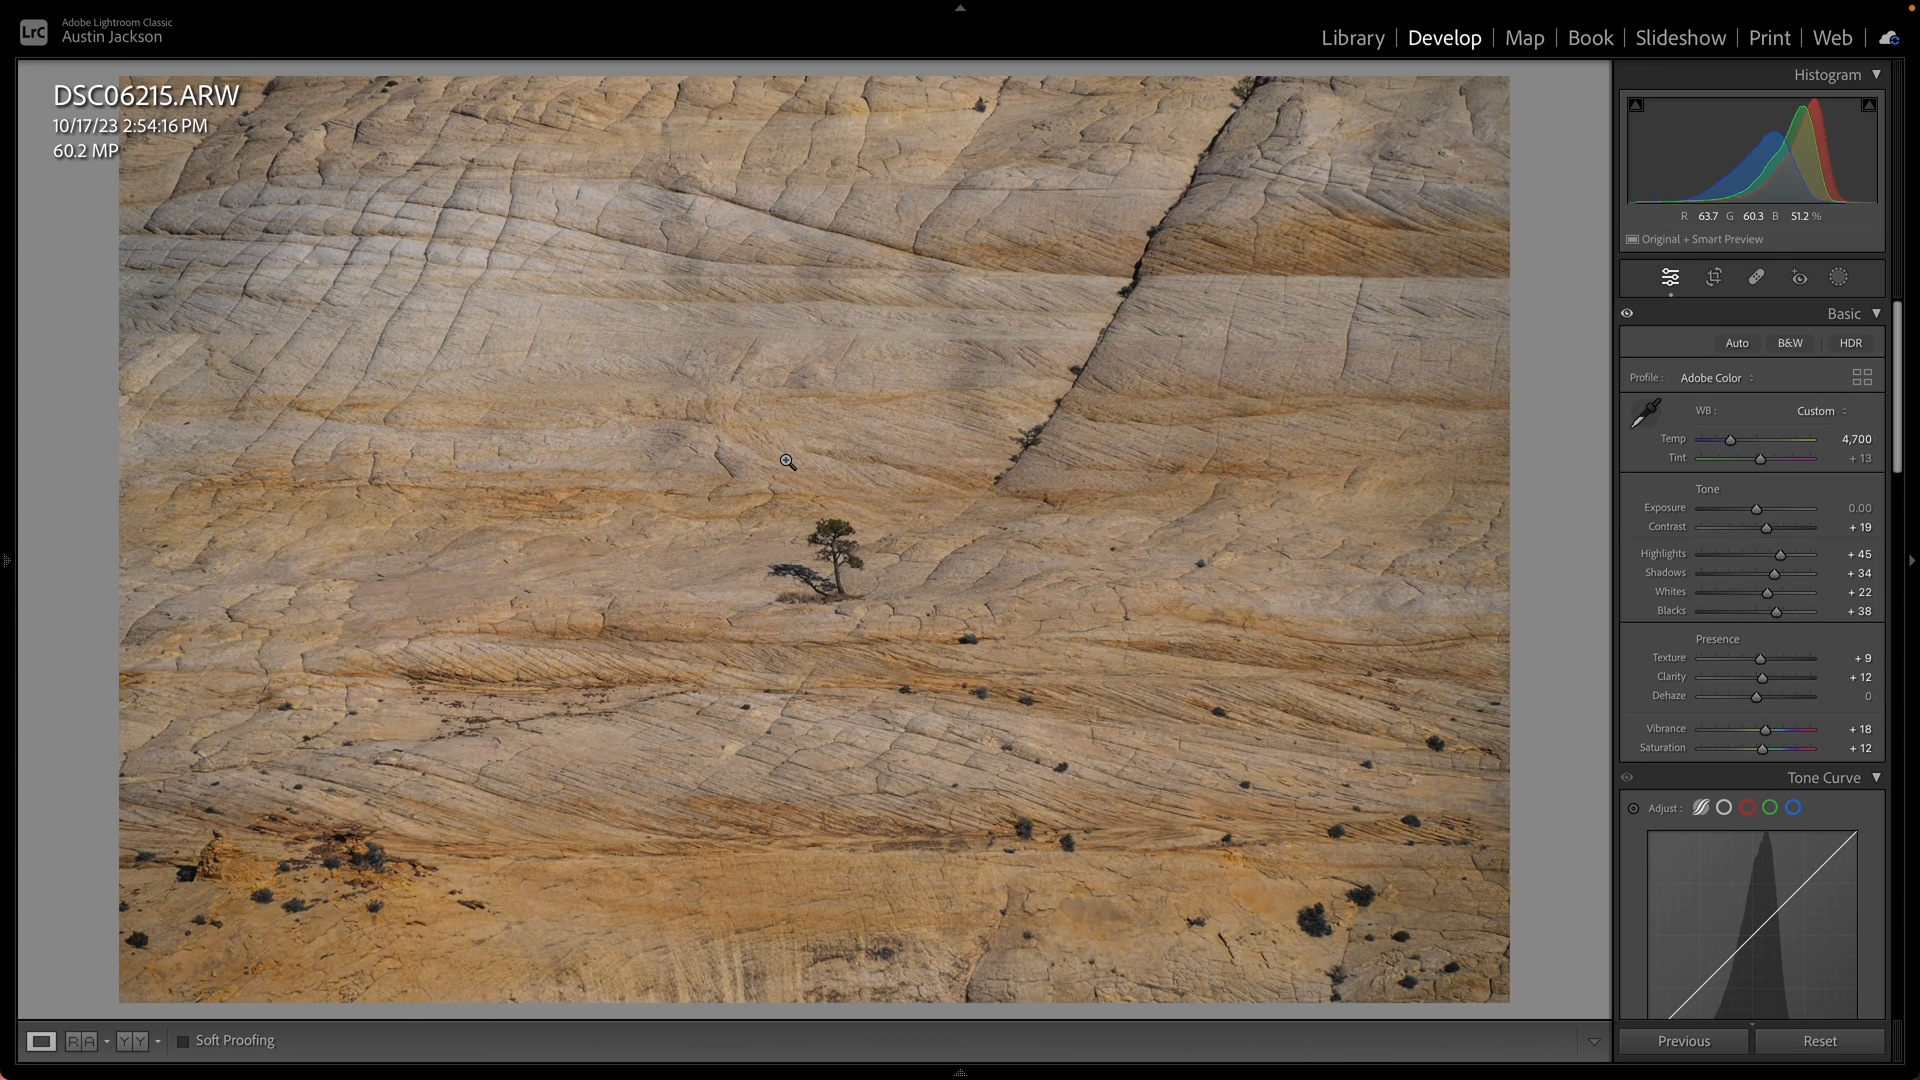 LrC
Adobe Lightroom Classic
Austin Jackson
Library | Develop | Map | Book | Slideshow | Print | Web
DSC06215.ARW
10/17/23 2:54:16 PM
60.2 MP
Histogram
R 63.7 G 60.3 B 51.2 %
Original + Smart Preview
Basic
Auto B&W | HDR
Profile : Adobe Color
WB : Custom
Temp 4,700
Tint + 13
Tone
Exposure 0.00
Contrast + 19
Highlights + 45
Shadows + 34
Whites + 22
Blacks + 38
Presence
Texture + 9
Clarity + 12
Dehaze 0
Vibrance + 18
Saturation + 12
Tone Curve
Adjust :
R A Y Y Soft Proofing
Previous Reset